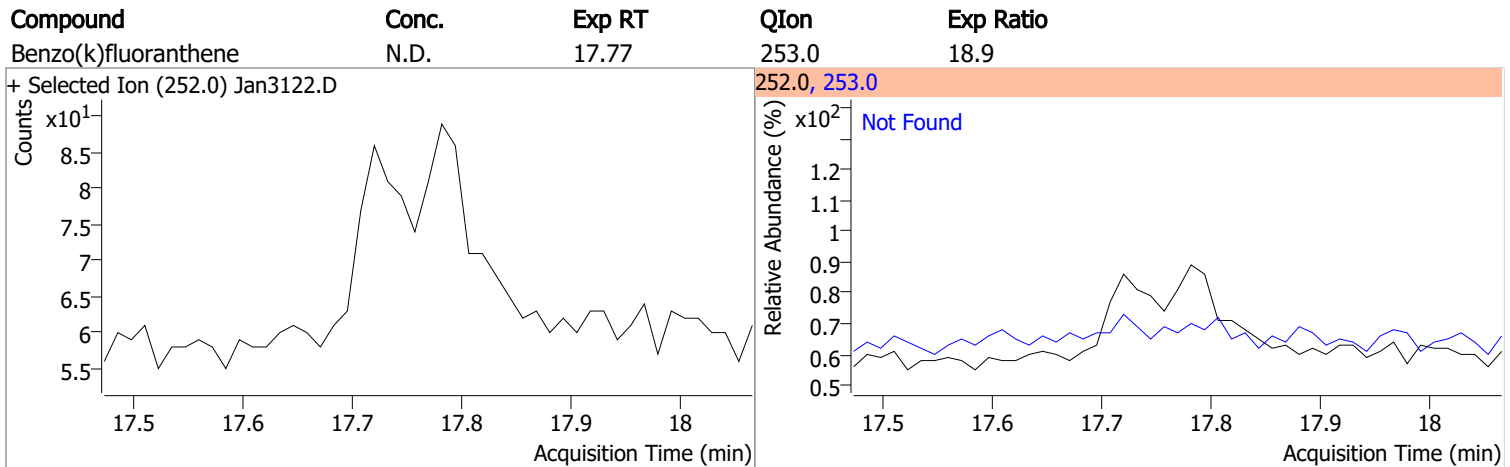 Compound Conc. Exp RT QIon Exp Ratio
Benzo(k)fluoranthene N.D. 17.77 253.0 18.9
+ Selected Ion (252.0) Jan3122.D
Counts
x10¹
8.5
8
7.5
7
6.5
6
5.5
17.5 17.6 17.7 17.8 17.9 18
Acquisition Time (min)
252.0, 253.0
Relative Abundance (%)
x10²
Not Found
1.2
1.1
1
0.9
0.8
0.7
0.6
0.5
17.5 17.6 17.7 17.8 17.9 18
Acquisition Time (min)